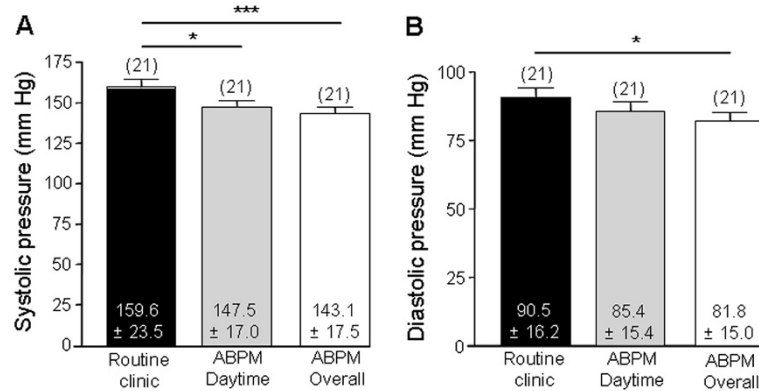 A
***
*
(21)
(21)
(21)
Systolic pressure (mm Hg)
175
150
125
100
75
50
25
0
159.6
± 23.5
147.5
± 17.0
143.1
± 17.5
Routine
clinic
ABPM
Daytime
ABPM
Overall
B
*
(21)
(21)
(21)
Diastolic pressure (mm Hg)
100
75
50
25
0
90.5
± 16.2
85.4
± 15.4
81.8
± 15.0
Routine
clinic
ABPM
Daytime
ABPM
Overall